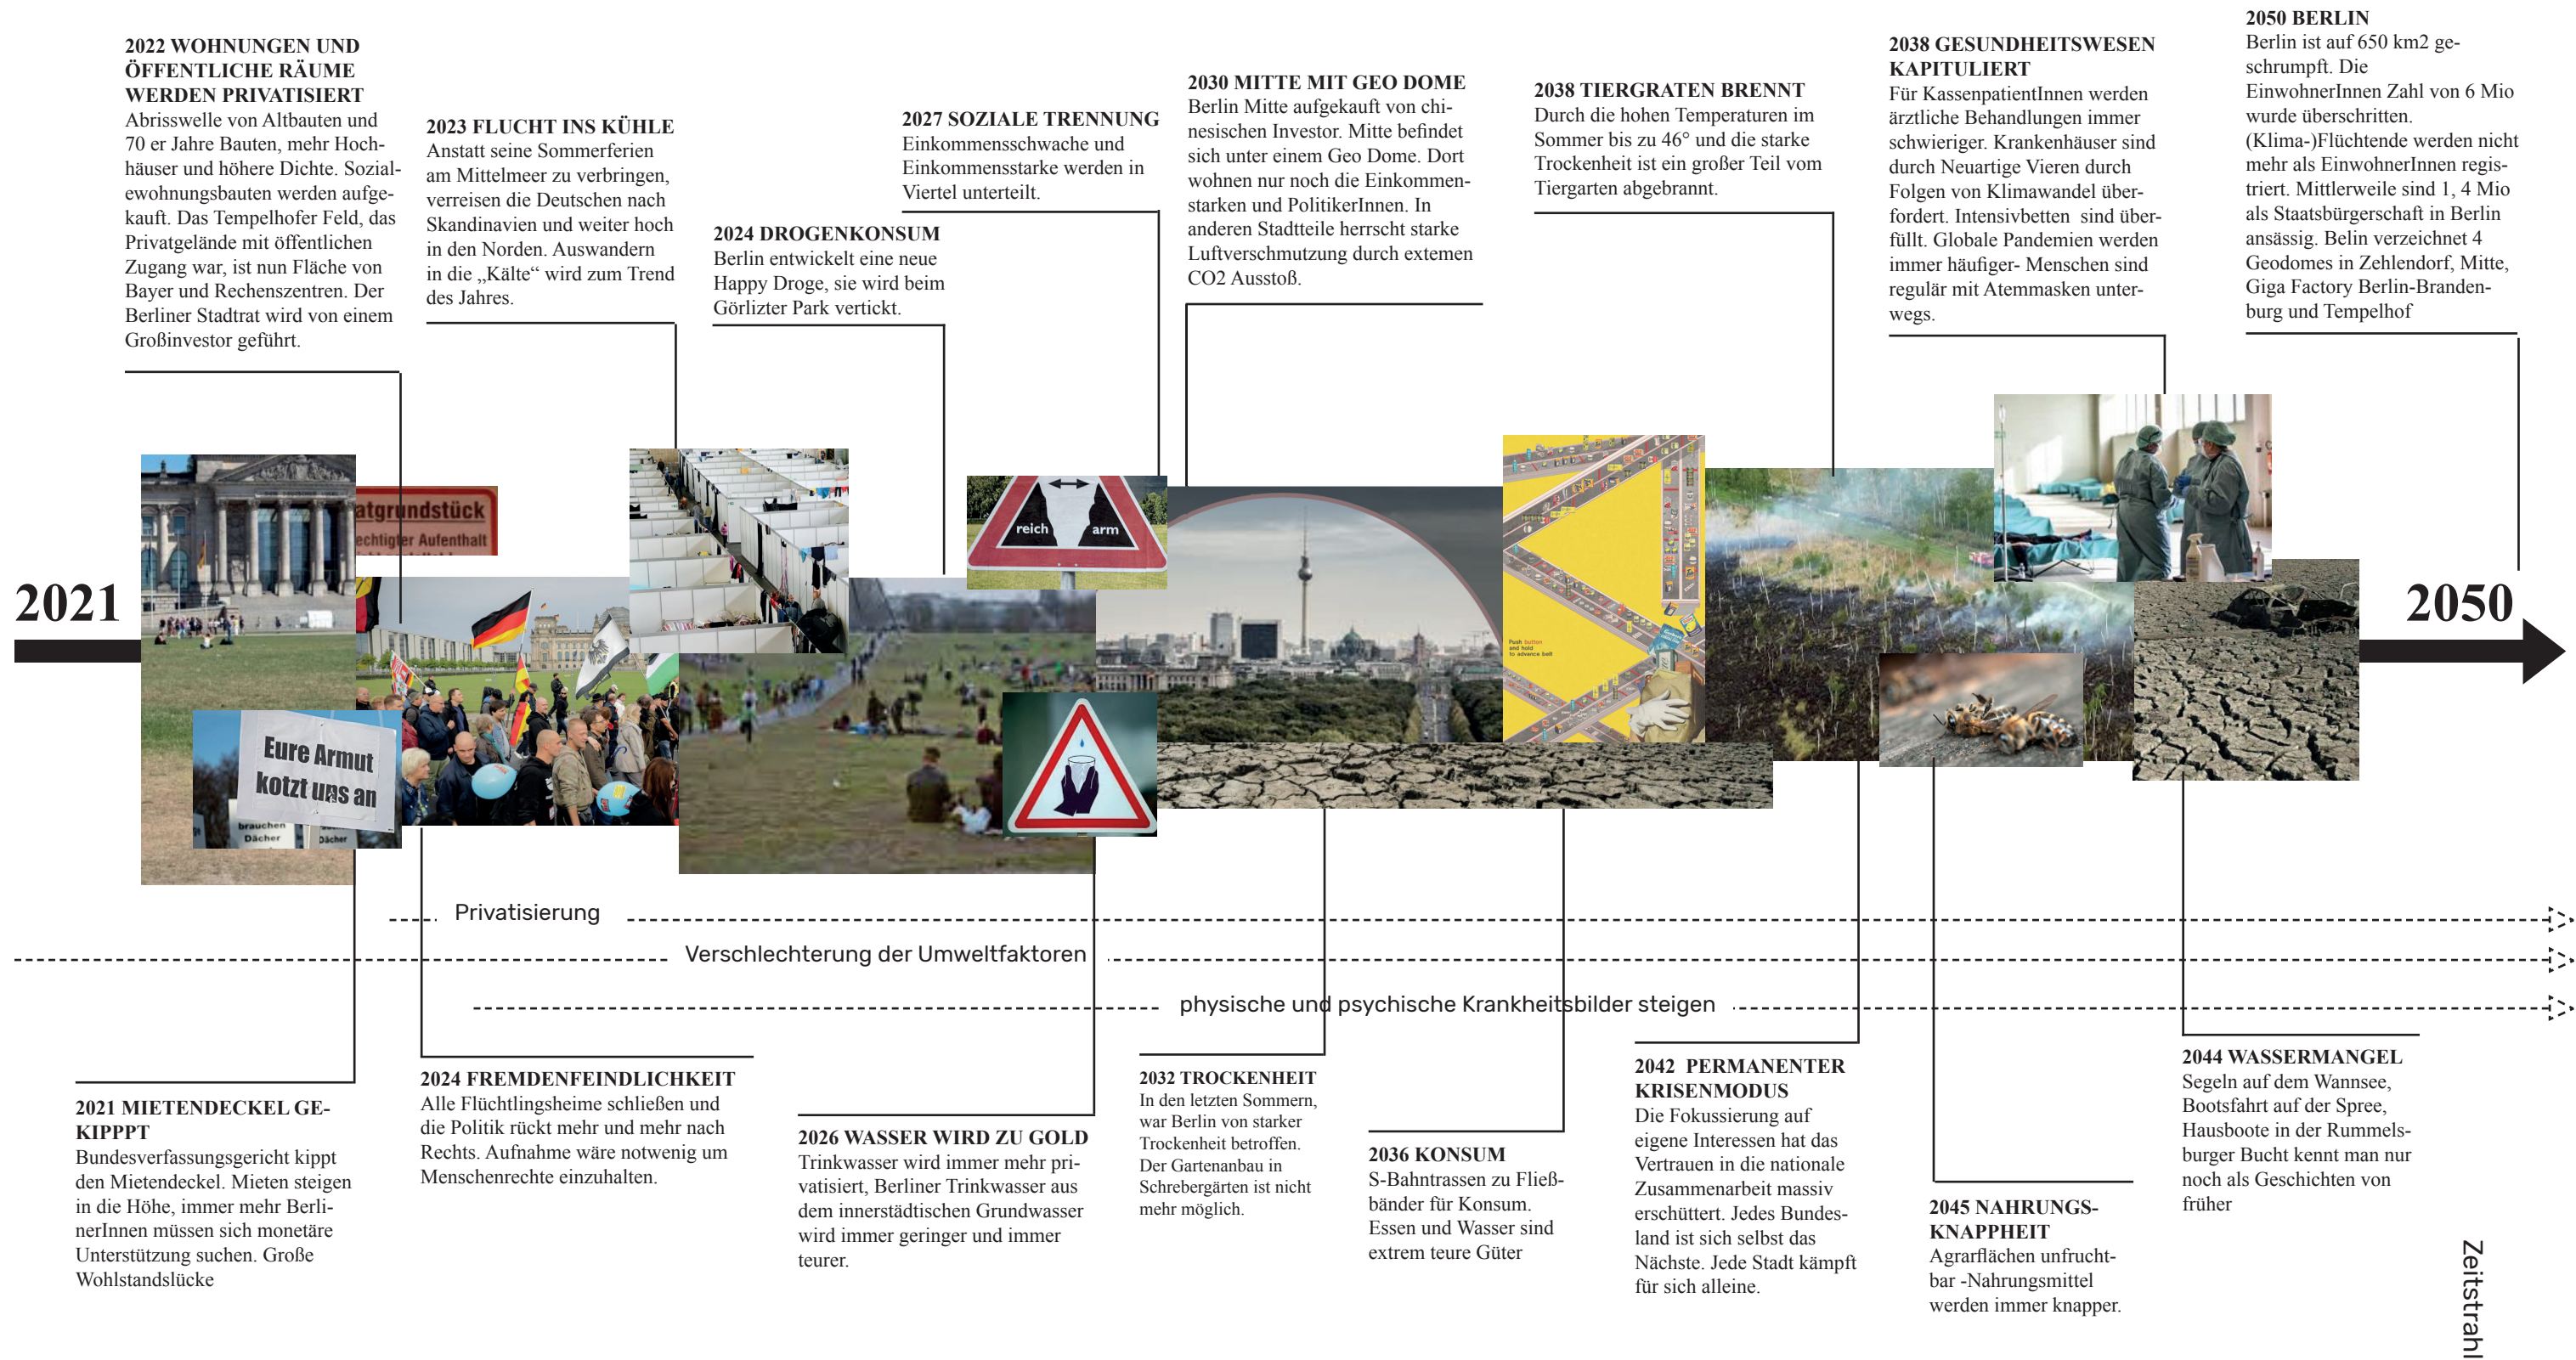 2022 WOHNUNGEN UND
ÖFFENTLICHE RÄUME
WERDEN PRIVATISIERT
Abrisswelle von Altbauten und
70 er Jahre Bauten, mehr Hoch-
häuser und höhere Dichte. Sozial-
ewohnungsbauten werden aufge-
kauft. Das Tempelhofer Feld, das
Privatgelände mit öffentlichen
Zugang war, ist nun Fläche von
Bayer und Rechenszentren. Der
Berliner Stadtrat wird von einem
Großinvestor geführt.
2023 FLUCHT INS KÜHLE
Anstatt seine Sommerferien
am Mittelmeer zu verbringen,
verreisen die Deutschen nach
Skandinavien und weiter hoch
in den Norden. Auswandern
in die „Kälte“ wird zum Trend
des Jahres.
2024 DROGENKONSUM
Berlin entwickelt eine neue
Happy Droge, sie wird beim
Görlizter Park vertickt.
2027 SOZIALE TRENNUNG
Einkommensschwache und
Einkommensstarke werden in
Viertel unterteilt.
2030 MITTE MIT GEO DOME
Berlin Mitte aufgekauft von chi-
nesischen Investor. Mitte befindet
sich unter einem Geo Dome. Dort
wohnen nur noch die Einkommen-
starken und PolitikerInnen. In
anderen Stadtteile herrscht starke
Luftverschmutzung durch extemen
CO2 Ausstoß.
2038 TIERGRATEN BRENNT
Durch die hohen Temperaturen im
Sommer bis zu 46° und die starke
Trockenheit ist ein großer Teil vom
Tiergarten abgebrannt.
2038 GESUNDHEITSWESEN
KAPITULIERT
Für KassenpatientInnen werden
ärztliche Behandlungen immer
schwieriger. Krankenhäuser sind
durch Neuartige Vieren durch
Folgen von Klimawandel über-
fordert. Intensivbetten sind über-
füllt. Globale Pandemien werden
immer häufiger- Menschen sind
regulär mit Atemmasken unter-
wegs.
2050 BERLIN
Berlin ist auf 650 km2 ge-
schrumpft. Die
EinwohnerInnen Zahl von 6 Mio
wurde überschritten.
(Klima-)Flüchtende werden nicht
mehr als EinwohnerInnen regis-
triert. Mittlerweile sind 1, 4 Mio
als Staatsbürgerschaft in Berlin
ansässig. Belin verzeichnet 4
Geodomes in Zehlendorf, Mitte,
Giga Factory Berlin-Branden-
burg und Tempelhof
2021
atgrundstück
echtigter Aufenthalt
reich
arm
Push button
and hold
to advance belt
Eure Armut
kotzt uns an
brauchen
Dächer
Dächer
2050
Privatisierung
Verschlechterung der Umweltfaktoren
physische und psychische Krankheitsbilder steigen
2021 MIETENDECKEL GE-
KIPPPT
Bundesverfassungsgericht kippt
den Mietendeckel. Mieten steigen
in die Höhe, immer mehr Berli-
nerInnen müssen sich monetäre
Unterstützung suchen. Große
Wohlstandslücke
2024 FREMDENFEINDLICHKEIT
Alle Flüchtlingsheime schließen und
die Politik rückt mehr und mehr nach
Rechts. Aufnahme wäre notwenig um
Menschenrechte einzuhalten.
2026 WASSER WIRD ZU GOLD
Trinkwasser wird immer mehr pri-
vatisiert, Berliner Trinkwasser aus
dem innerstädtischen Grundwasser
wird immer geringer und immer
teurer.
2032 TROCKENHEIT
In den letzten Sommern,
war Berlin von starker
Trockenheit betroffen.
Der Gartenanbau in
Schrebergärten ist nicht
mehr möglich.
2036 KONSUM
S-Bahntrassen zu Fließ-
bänder für Konsum.
Essen und Wasser sind
extrem teure Güter
2042 PERMANENTER
KRISENMODUS
Die Fokussierung auf
eigene Interessen hat das
Vertrauen in die nationale
Zusammenarbeit massiv
erschüttert. Jedes Bundes-
land ist sich selbst das
Nächste. Jede Stadt kämpft
für sich alleine.
2045 NAHRUNGS-
KNAPPHEIT
Agrarflächen unfrucht-
bar -Nahrungsmittel
werden immer knapper.
2044 WASSERMANGEL
Segeln auf dem Wannsee,
Bootsfahrt auf der Spree,
Hausboote in der Rummels-
burger Bucht kennt man nur
noch als Geschichten von
früher
Zeitstrahl